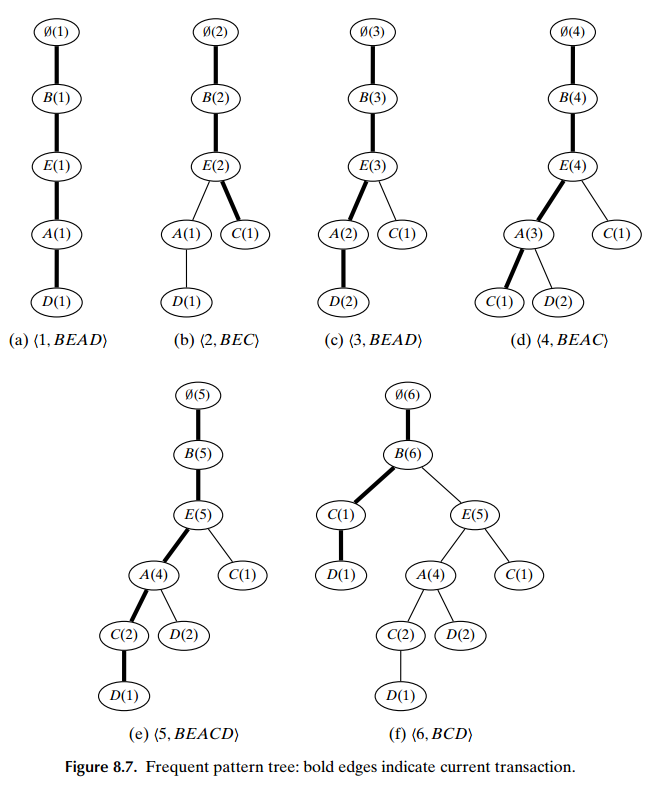 ∅(1) ∅(2) ∅(3) ∅(4)
B(1) B(2) B(3) B(4)
E(1) E(2) E(3) E(4)
A(1) A(1) C(1) A(2) C(1) A(3) C(1)
D(1) D(1) D(2) C(1) D(2)
(a) ⟨1, BEAD⟩ (b) ⟨2, BEC⟩ (c) ⟨3, BEAD⟩ (d) ⟨4, BEAC⟩
∅(5) ∅(6)
B(5) B(6)
E(5) C(1) E(5)
A(4) C(1) D(1) A(4) C(1)
C(2) D(2) C(2) D(2)
D(1) D(1)
(e) ⟨5, BEACD⟩ (f) ⟨6, BCD⟩
Figure 8.7. Frequent pattern tree: bold edges indicate current transaction.